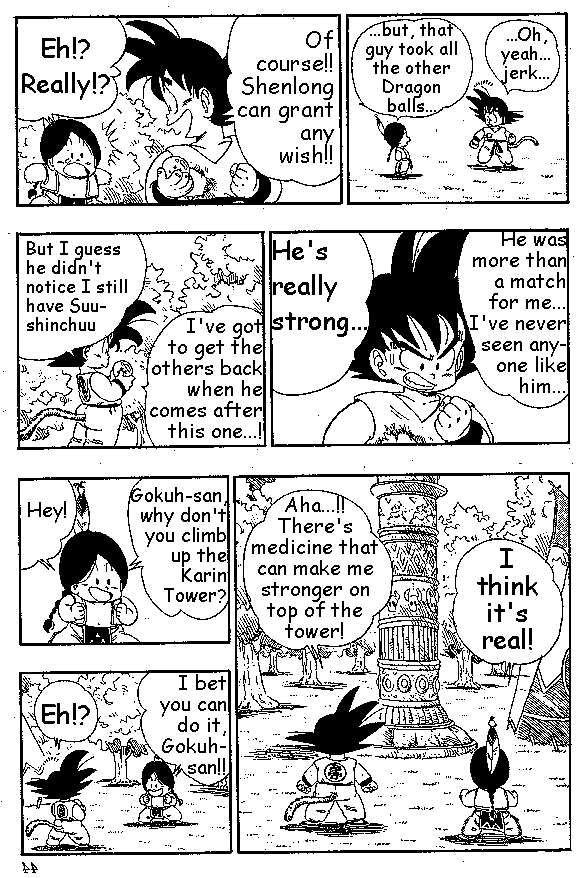 Eh!?
Really!?
Of
course!!
Shenlong
can grant
any
wish!!
...but, that
guy took all
the other
Dragon
balls...
...Oh,
yeah...
jerk...
But I guess
he didn't
notice I still
have Suu-
shinchuu
I've got
to get the
others back
when he
comes after
this one...!!
He's
really
strong...
He was
more than
a match
for me...
I've never
seen any-
one like
him...
Hey!
Gokuh-san,
why don't
you climb
up the
Karin
Tower?
Eh!?
I bet
you can
do it,
Gokuh-
san!!
Aha...!!
There's
medicine that
can make me
stronger on
top of the
tower!
I
think
it's
real!
44